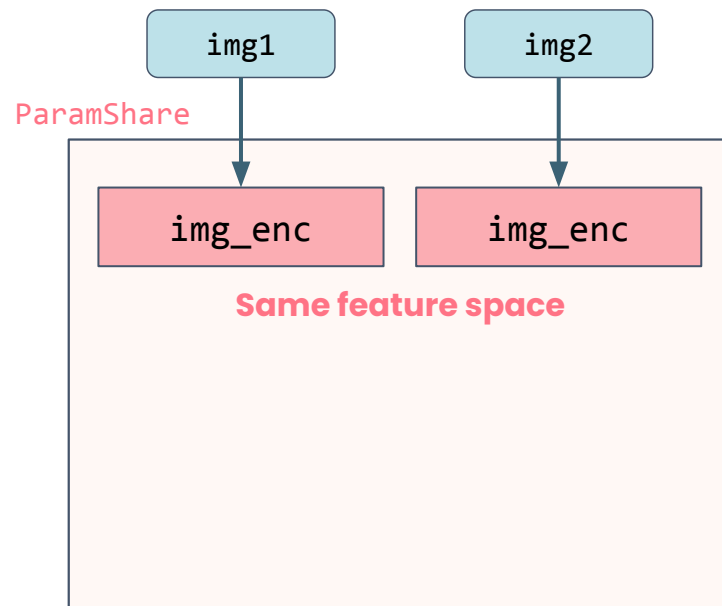 img1
img2
ParamShare
img_enc
img_enc
Same feature space